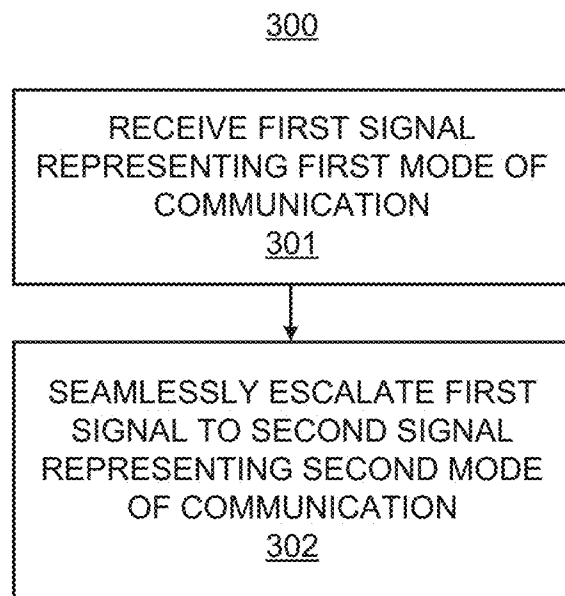 300
RECEIVE FIRST SIGNAL
REPRESENTING FIRST MODE OF
COMMUNICATION
301
SEAMLESSLY ESCALATE FIRST
SIGNAL TO SECOND SIGNAL
REPRESENTING SECOND MODE
OF COMMUNICATION
302